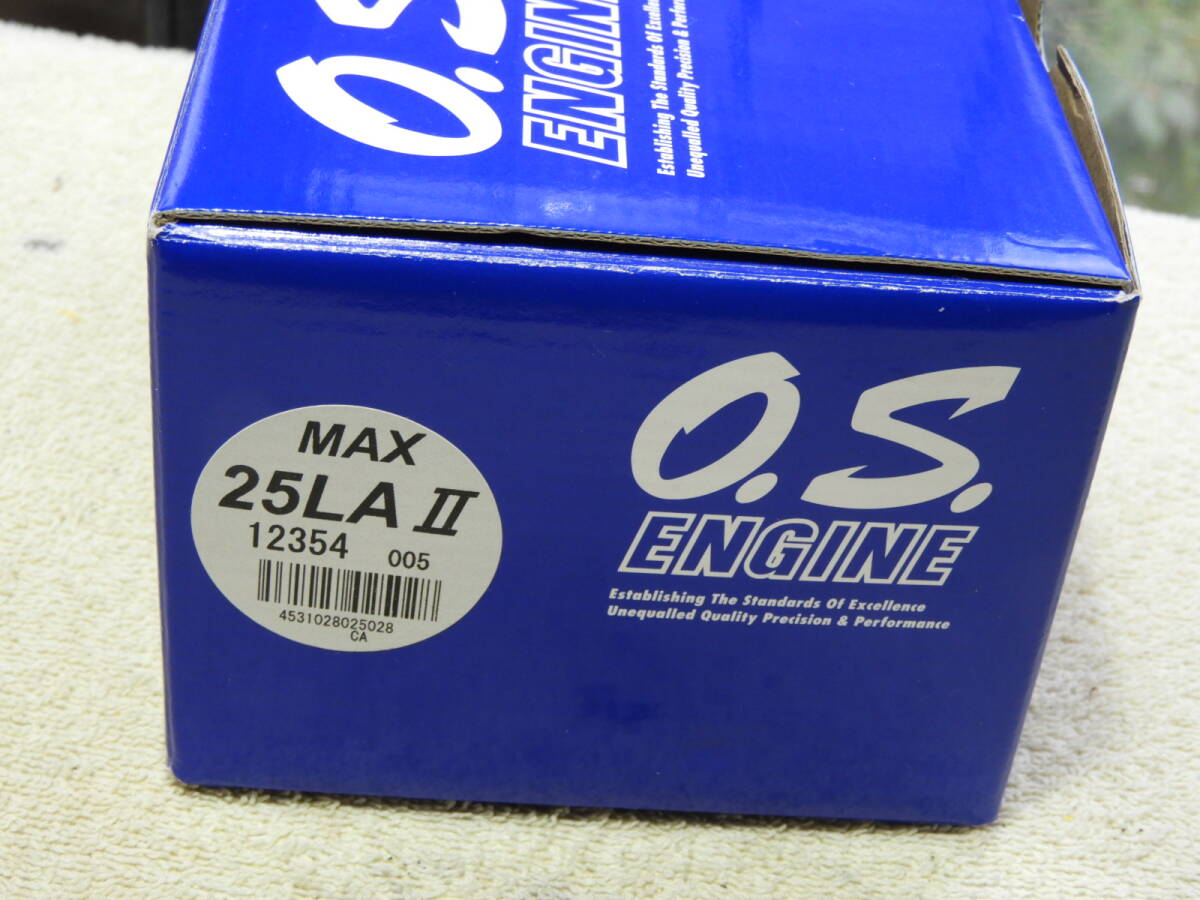 O.S.
ENGINE
Establishing The Standards Of Excellence
Unequalled Quality Precision &
MAX
25LA II
12354 005
4531028025028
CA
O.S.
ENGINE
Establishing The Standards Of Excellence
Unequalled Quality Precision & Performance